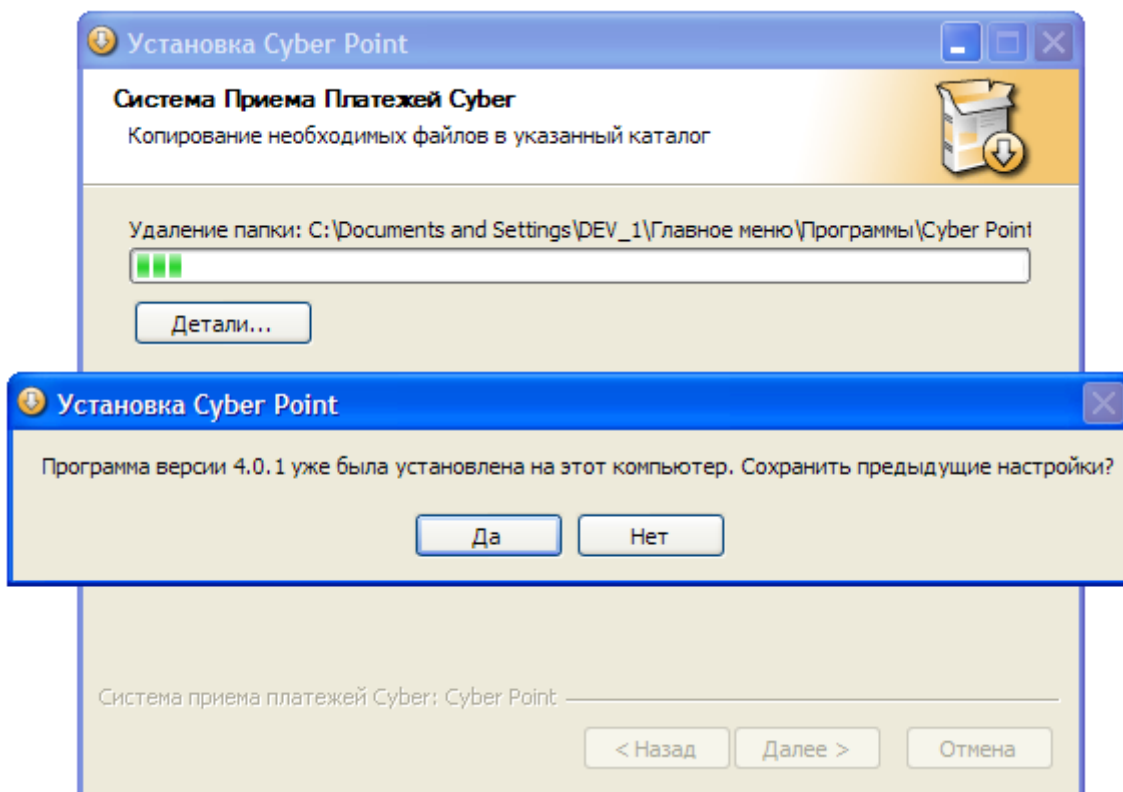 Установка Cyber Point
Система Приема Платежей Cyber
Копирование необходимых файлов в указанный каталог
Удаление папки: C:\Documents and Settings\DEV_1\Главное меню\Программы\Cyber Point
Детали...
Установка Cyber Point
Программа версии 4.0.1 уже была установлена на этот компьютер. Сохранить предыдущие настройки?
Да Нет
Система приема платежей Cyber: Cyber Point
< Назад Далее > Отмена